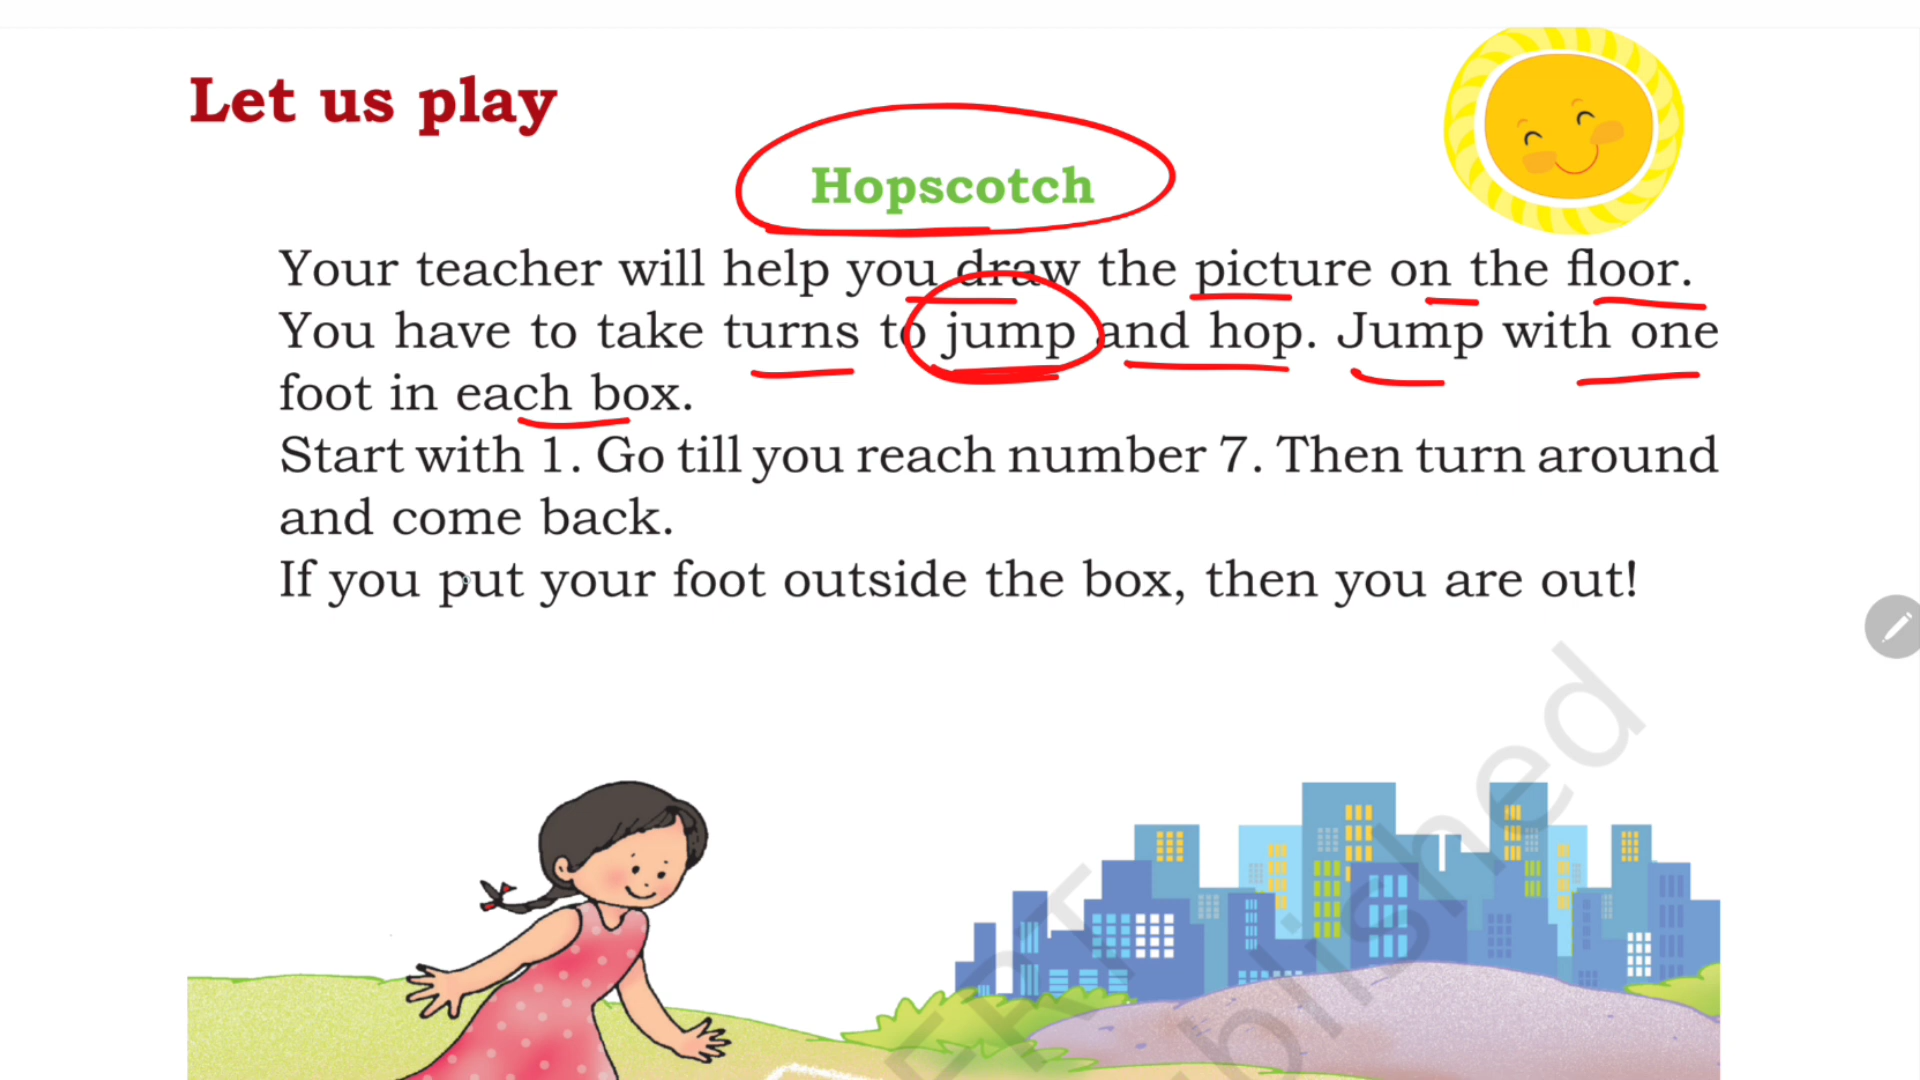 Let us play
Hopscotch
Your teacher will help you draw the picture on the floor.
You have to take turns to jump and hop. Jump with one
foot in each box.
Start with 1. Go till you reach number 7. Then turn around
and come back.
If you put your foot outside the box, then you are out!